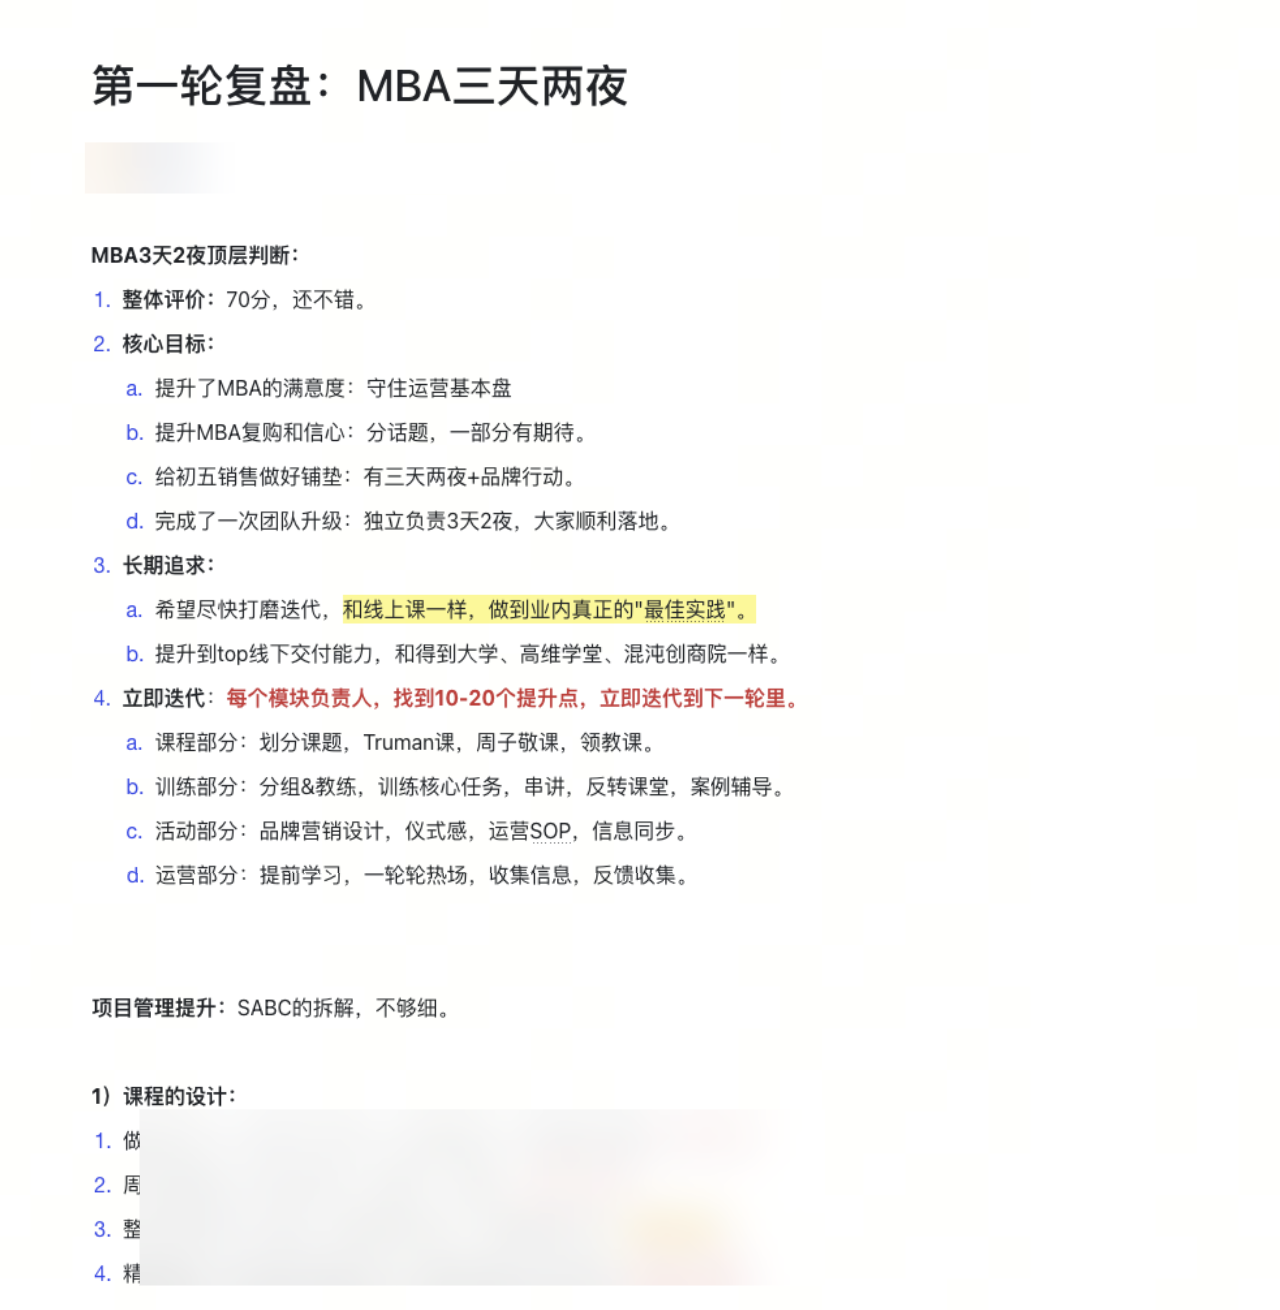 第一轮复盘：MBA三天两夜
MBA3天2夜顶层判断：
1. 整体评价：70分，还不错。
2. 核心目标：
a. 提升了MBA的满意度：守住运营基本盘
b. 提升MBA复购和信心：分话题，一部分有期待。
c. 给初五销售做好铺垫：有三天两夜+品牌行动。
d. 完成了一次团队升级：独立负责3天2夜，大家顺利落地。
3. 长期追求：
a. 希望尽快打磨迭代，和线上课一样，做到业内真正的"最佳实践"。
b. 提升到top线下交付能力，和得到大学、高维学堂、混沌创商院一样。
4. 立即迭代：每个模块负责人，找到10-20个提升点，立即迭代到下一轮里。
a. 课程部分：划分课题，Truman课，周子敬课，领教课。
b. 训练部分：分组&教练，训练核心任务，串讲，反转课堂，案例辅导。
c. 活动部分：品牌营销设计，仪式感，运营SOP，信息同步。
d. 运营部分：提前学习，一轮轮热场，收集信息，反馈收集。
项目管理提升：SABC的拆解，不够细。
1）课程的设计：
1. 做
2. 周
3. 整
4. 精